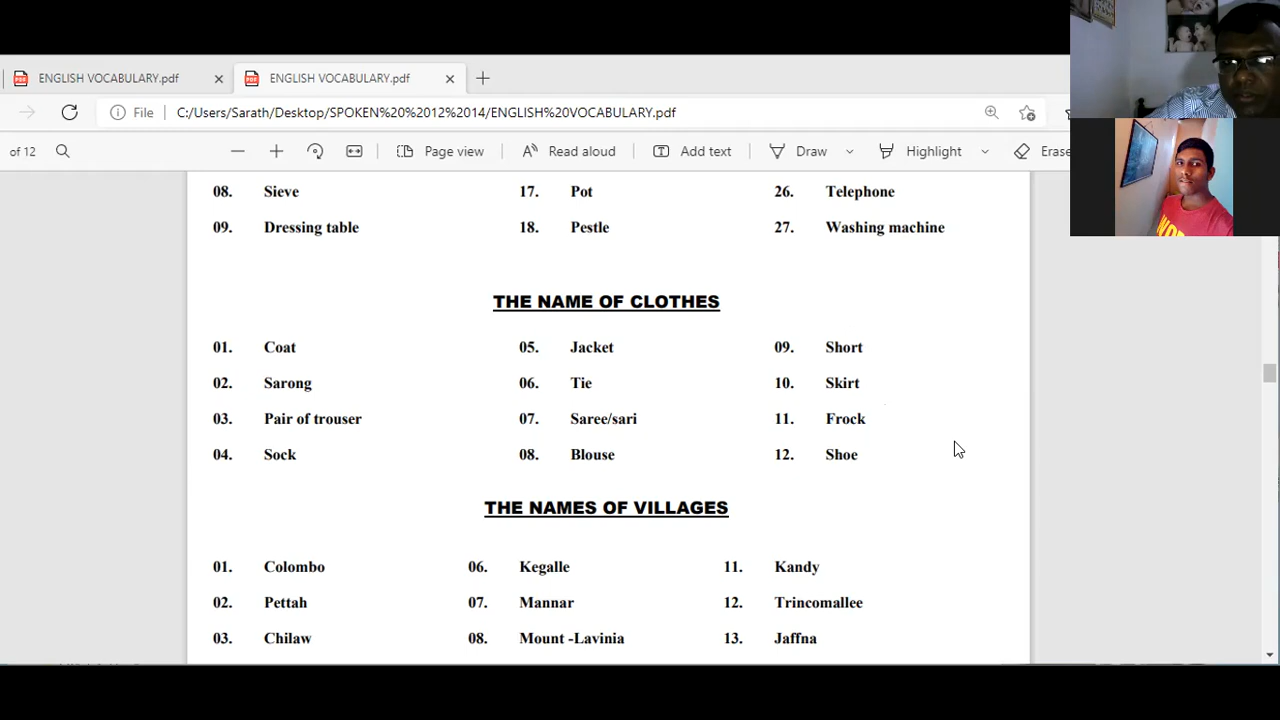 ENGLISH VOCABULARY.pdf
ENGLISH VOCABULARY.pdf
File C:/Users/Sarath/Desktop/SPOKEN%20%2012%2014/ENGLISH%20VOCABULARY.pdf
of 12 Page view Read aloud Add text Draw Highlight Erase
08. Sieve 17. Pot 26. Telephone
09. Dressing table 18. Pestle 27. Washing machine
THE NAME OF CLOTHES
01. Coat 05. Jacket 09. Short
02. Sarong 06. Tie 10. Skirt
03. Pair of trouser 07. Saree/sari 11. Frock
04. Sock 08. Blouse 12. Shoe
THE NAMES OF VILLAGES
01. Colombo 06. Kegalle 11. Kandy
02. Pettah 07. Mannar 12. Trincomallee
03. Chilaw 08. Mount -Lavinia 13. Jaffna